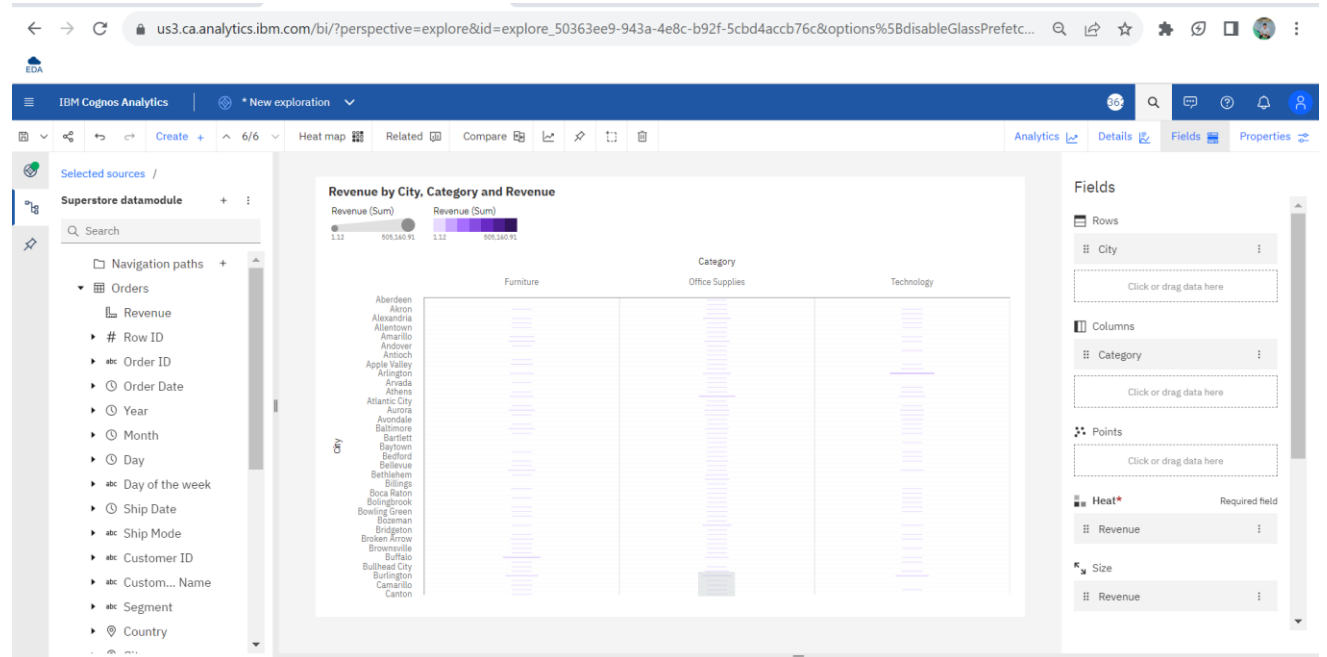 us3.ca.analytics.ibm.com/bi/?perspective=explore&id=explore_50363ee9-943a-4e8c-b92f-5cbd4accb76c&options%5BdisableGlassPrefetc...
EDA
IBM Cognos Analytics
* New exploration
Create +
6/6
Heat map
Related
Compare
Analytics
Details
Fields
Properties
Selected sources /
Superstore datamodule
Search
Navigation paths
Orders
Revenue
# Row ID
abc Order ID
Order Date
Year
Month
Day
abc Day of the week
Ship Date
abc Ship Mode
abc Customer ID
abc Custom... Name
abc Segment
Country
Revenue by City, Category and Revenue
Revenue (Sum)
1.12 505,160.91
Revenue (Sum)
1.12 505,160.91
Category
Furniture Office Supplies Technology
City
Aberdeen
Akron
Alexandria
Allentown
Amarillo
Andover
Antioch
Apple Valley
Arlington
Arvada
Athens
Atlantic City
Aurora
Avondale
Baltimore
Bartlett
Baytown
Bedford
Bellevue
Bethlehem
Billings
Boca Raton
Bolingbrook
Bowling Green
Bozeman
Bridgeton
Broken Arrow
Brownsville
Buffalo
Bullhead City
Burlington
Camarillo
Canton
Fields
Rows
City
Click or drag data here
Columns
Category
Click or drag data here
Points
Click or drag data here
Heat* Required field
Revenue
Size
Revenue